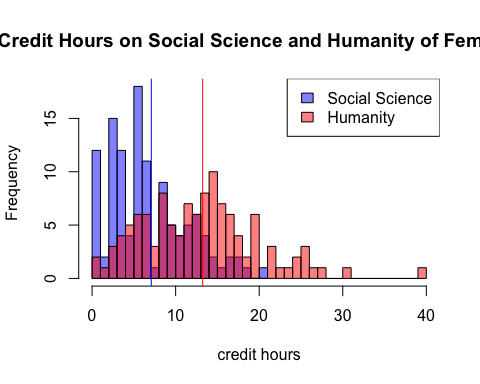 Credit Hours on Social Science and Humanity of Fem
Social Science
Humanity
Frequency
15
10
5
0
0 10 20 30 40
credit hours